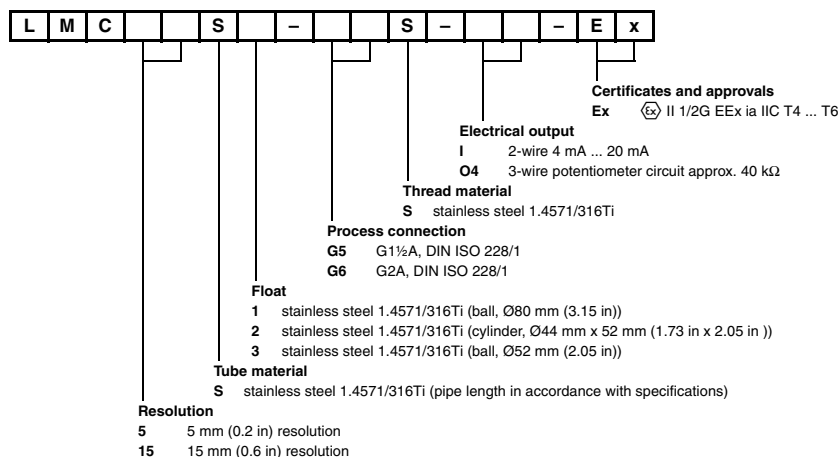 L M C S – S – – E x
Certificates and approvals
Ex II 1/2G EEx ia IIC T4 ... T6
Electrical output
I 2-wire 4 mA ... 20 mA
O4 3-wire potentiometer circuit approx. 40 kΩ
Thread material
S stainless steel 1.4571/316Ti
Process connection
G5 G1½A, DIN ISO 228/1
G6 G2A, DIN ISO 228/1
Float
1 stainless steel 1.4571/316Ti (ball, Ø80 mm (3.15 in))
2 stainless steel 1.4571/316Ti (cylinder, Ø44 mm x 52 mm (1.73 in x 2.05 in ))
3 stainless steel 1.4571/316Ti (ball, Ø52 mm (2.05 in))
Tube material
S stainless steel 1.4571/316Ti (pipe length in accordance with specifications)
Resolution
5 5 mm (0.2 in) resolution
15 15 mm (0.6 in) resolution